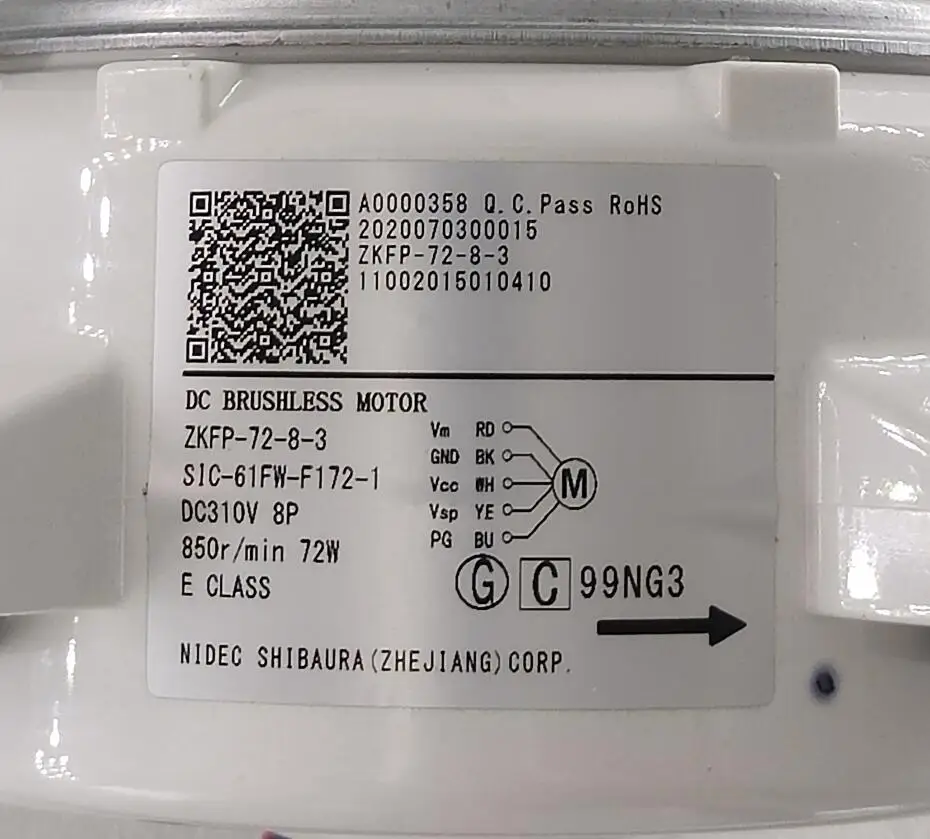 A0000358 Q.C.Pass RoHS
2020070300015
ZKFP-72-8-3
11002015010410
DC BRUSHLESS MOTOR
ZKFP-72-8-3
SIC-61FW-F172-1
DC310V 8P
850r/min 72W
E CLASS
Vm RD
GND BK
Vcc WH
Vsp YE
PG BU
M
G C 99NG3
NIDEC SHIBAURA(ZHEJIANG)CORP.